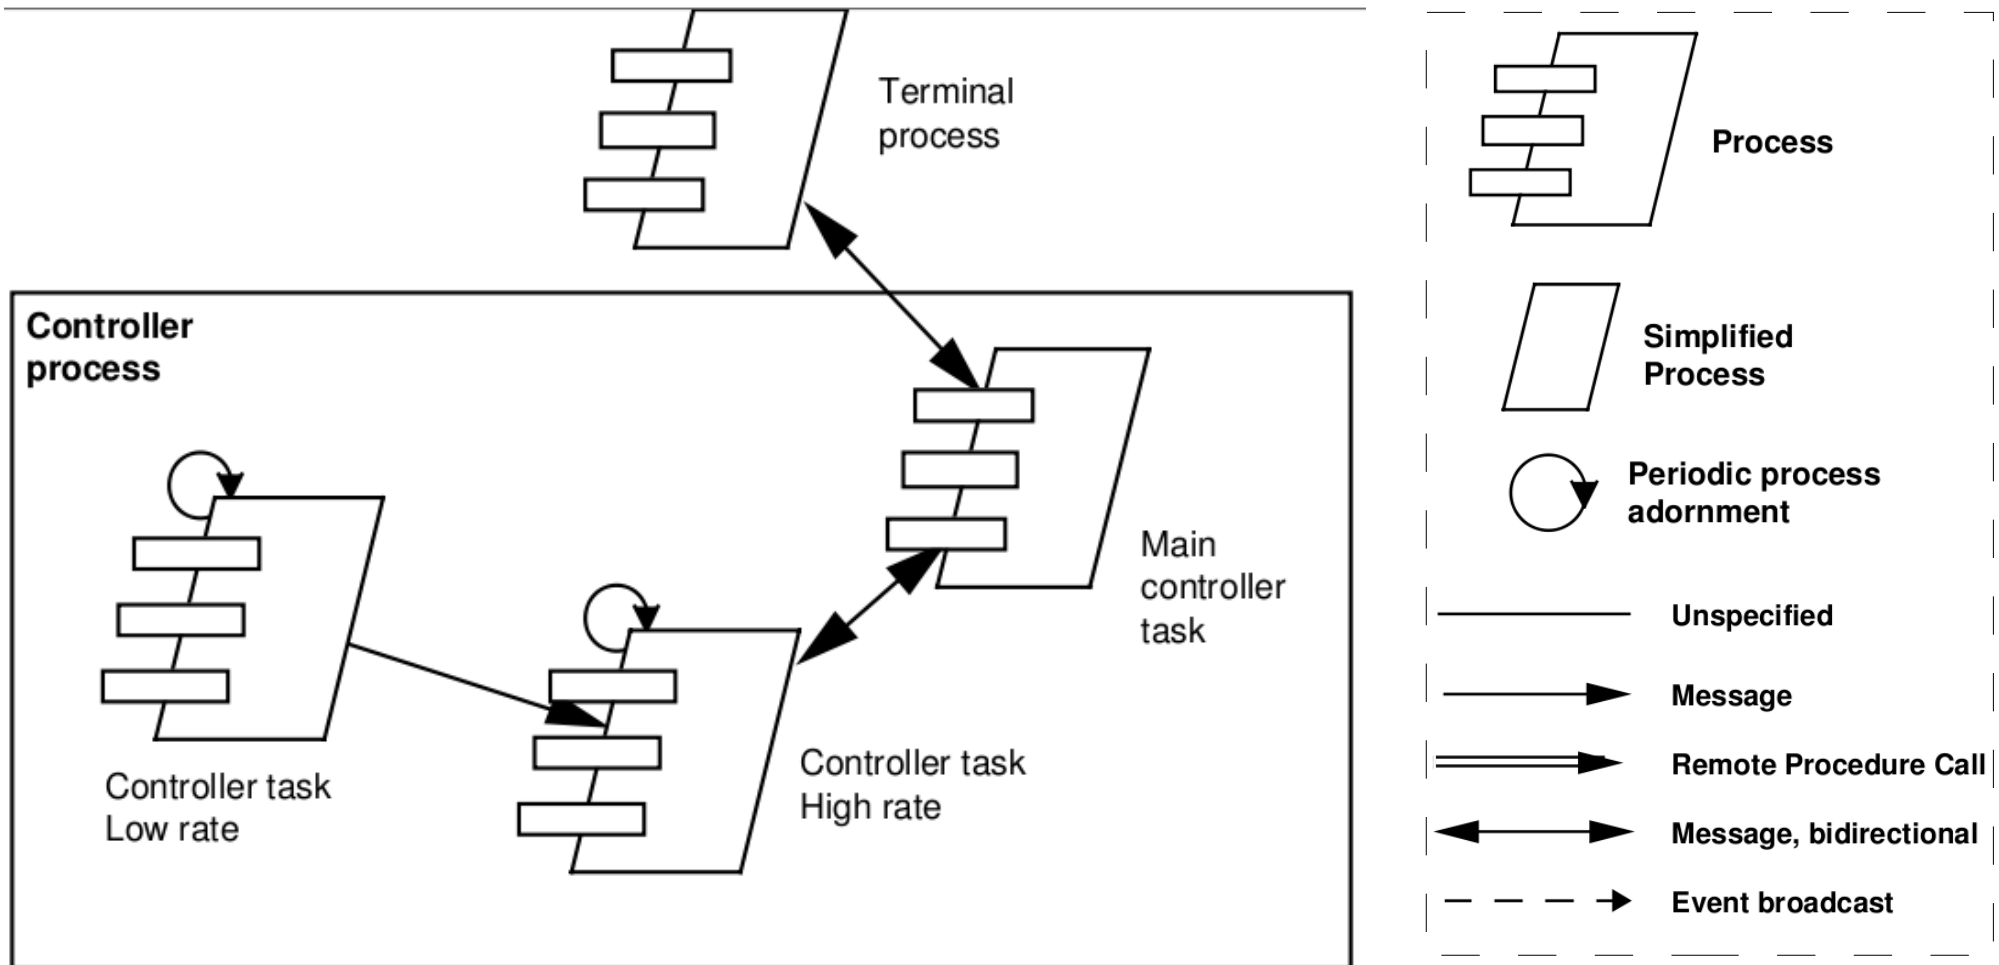 Terminal
process
Controller
process
Main
controller
task
Controller task
High rate
Controller task
Low rate
Process
Simplified
Process
Periodic process
adornment
Unspecified
Message
Remote Procedure Call
Message, bidirectional
Event broadcast